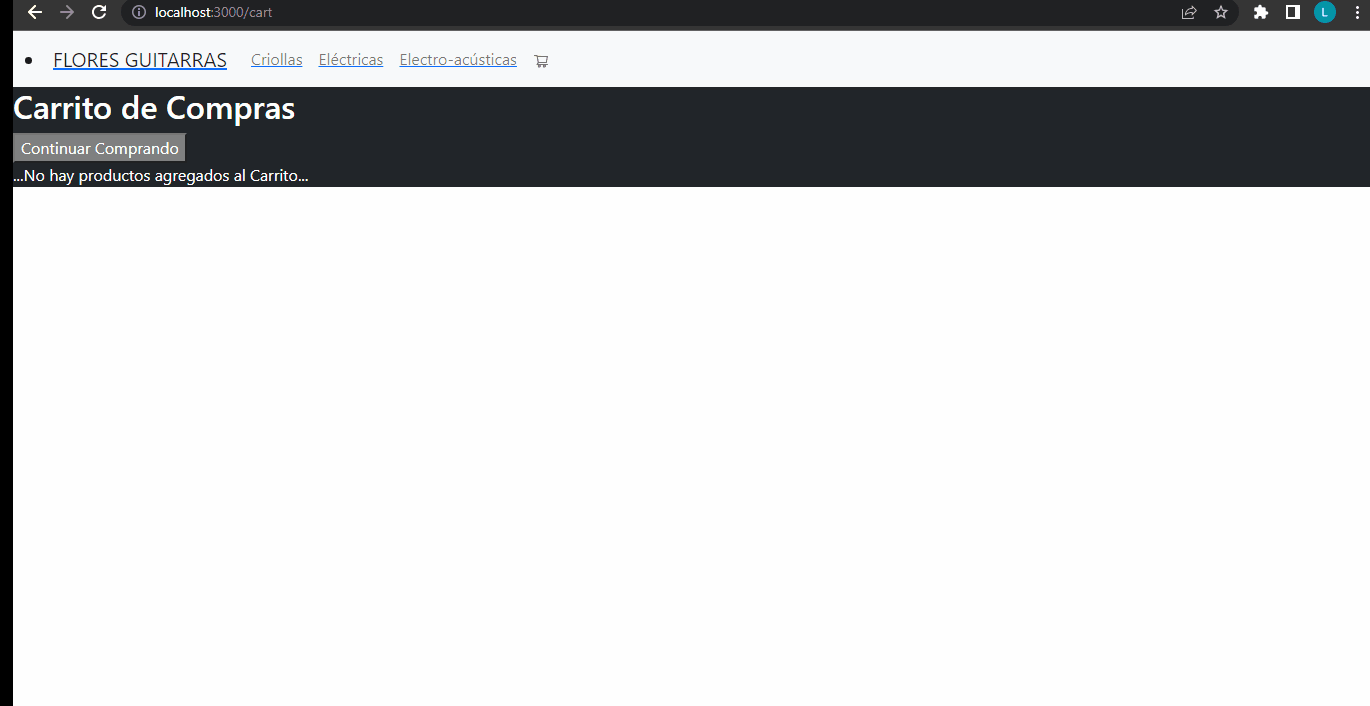 localhost:3000/cart
L
FLORES GUITARRAS Criollas Eléctricas Electro-acústicas
Carrito de Compras
Continuar Comprando
...No hay productos agregados al Carrito...